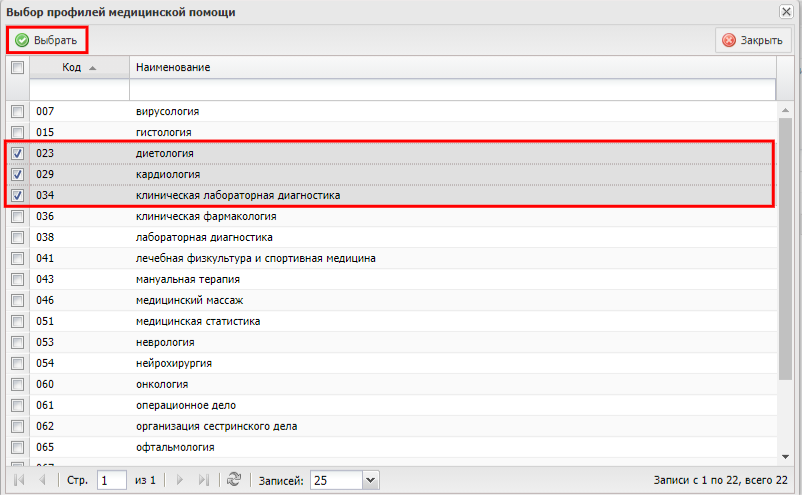 Выбор профилей медицинской помощи
Выбрать Закрыть
Код Наименование
007 вирусология
015 гистология
023 диетология
029 кардиология
034 клиническая лабораторная диагностика
036 клиническая фармакология
038 лабораторная диагностика
041 лечебная физкультура и спортивная медицина
043 мануальная терапия
046 медицинский массаж
051 медицинская статистика
053 неврология
054 нейрохирургия
060 онкология
061 операционное дело
062 организация сестринского дела
065 офтальмология
Стр. 1 из 1 Записей: 25 Записи с 1 по 22, всего 22